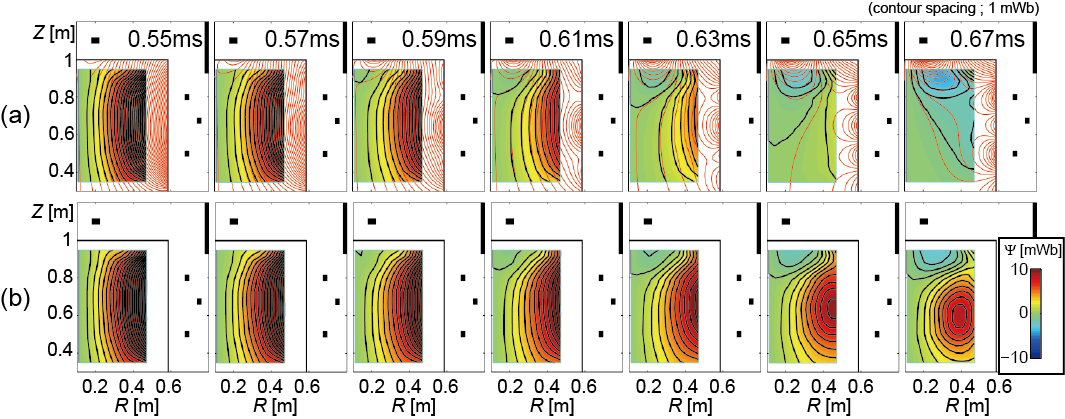 (contour spacing ; 1 mWb)
Z [m]
0.55ms 0.57ms 0.59ms 0.61ms 0.63ms 0.65ms 0.67ms
1
0.8
(a)
0.6
0.4
Z [m]
1
Ψ [mWb]
0.8
10
(b)
0.6
0
0.4
−10
0.2 0.4 0.6 0.2 0.4 0.6 0.2 0.4 0.6 0.2 0.4 0.6 0.2 0.4 0.6 0.2 0.4 0.6 0.2 0.4 0.6
R [m] R [m] R [m] R [m] R [m] R [m] R [m]